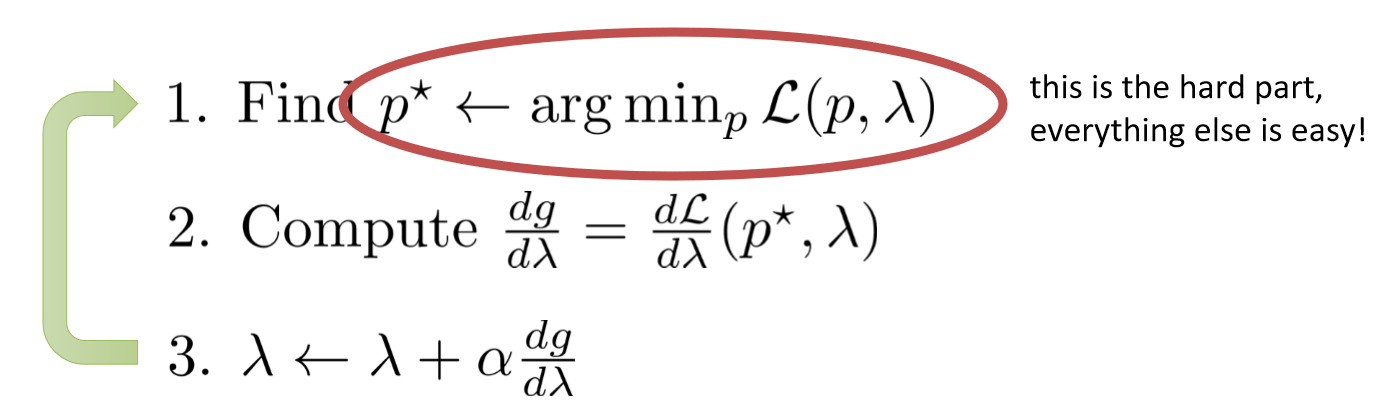 1. Find p⋆ ← arg minₚ ℒ(p, λ)
this is the hard part,
everything else is easy!
2. Compute dg/dλ = dℒ/dλ (p⋆, λ)
3. λ ← λ + α dg/dλ